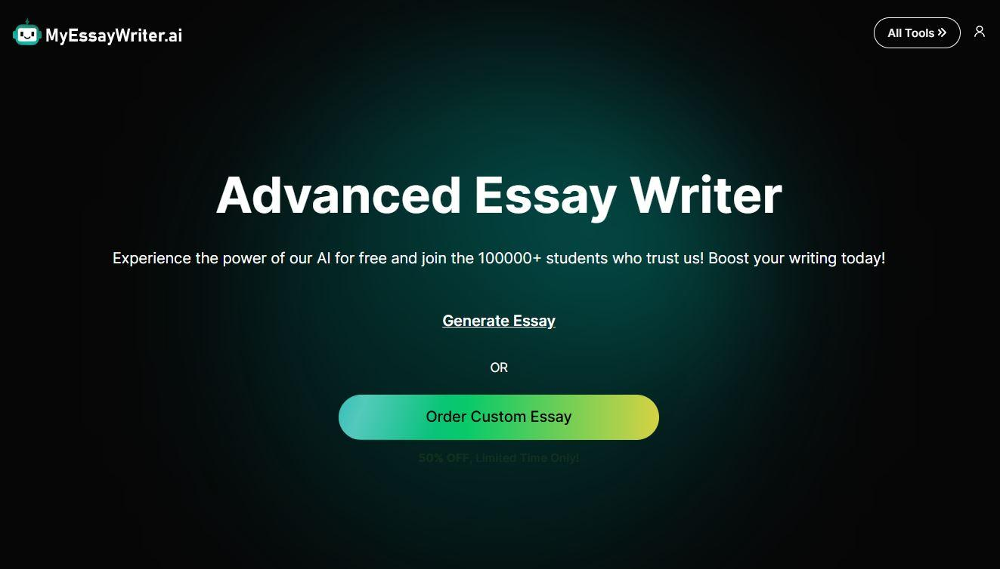 MyEssayWriter.ai
All Tools
Advanced Essay Writer
Experience the power of our AI for free and join the 100000+ students who trust us! Boost your writing today!
Generate Essay
OR
Order Custom Essay
50% OFF, Limited Time Only!